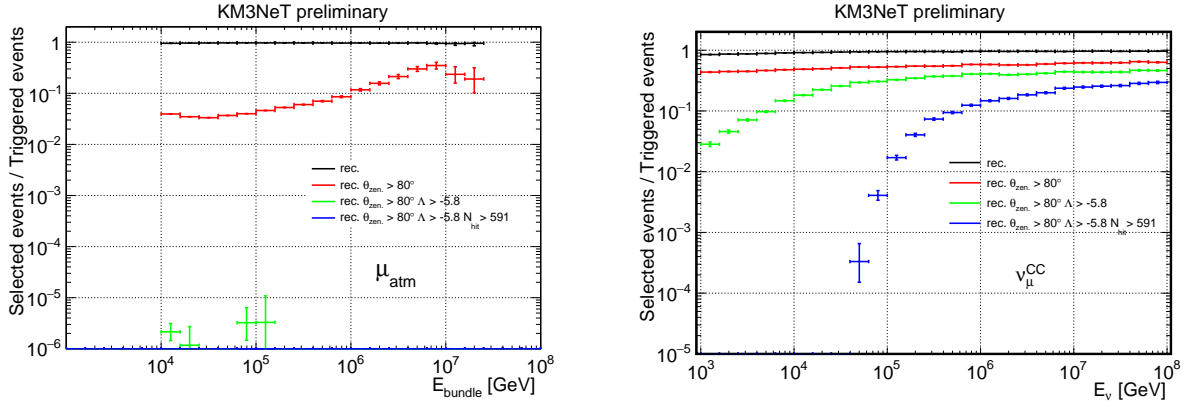 KM3NeT preliminary
Selected events / Triggered events
1
10⁻¹
10⁻²
10⁻³
10⁻⁴
10⁻⁵
10⁻⁶
rec.
rec. θzen. > 80°
rec. θzen. > 80° Λ > -5.8
rec. θzen. > 80° Λ > -5.8 Nhit > 591
μatm
10⁴ 10⁵ 10⁶ 10⁷ 10⁸
Ebundle [GeV]
KM3NeT preliminary
Selected events / Triggered events
1
10⁻¹
10⁻²
10⁻³
10⁻⁴
10⁻⁵
rec.
rec. θzen. > 80°
rec. θzen. > 80° Λ > -5.8
rec. θzen. > 80° Λ > -5.8 Nhit > 591
νμCC
10³ 10⁴ 10⁵ 10⁶ 10⁷ 10⁸
Eν [GeV]